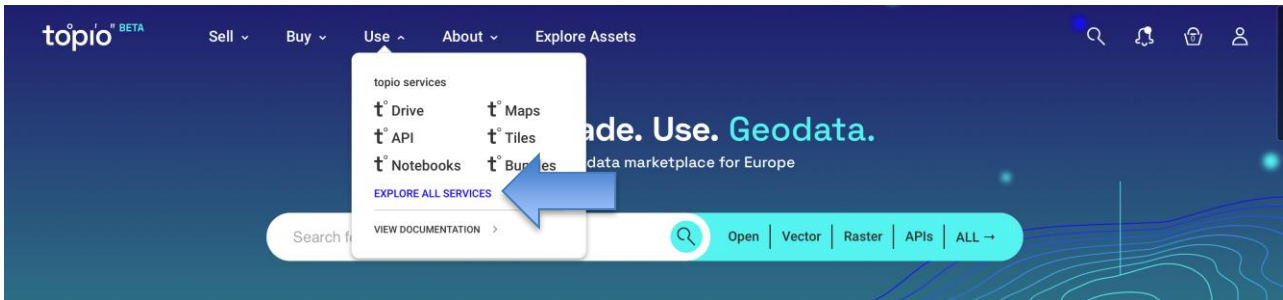 topio BETA
Sell Buy Use About Explore Assets
topio services
t Drive t Maps
t API t Tiles
t Notebooks
EXPLORE ALL SERVICES
VIEW DOCUMENTATION >
Use. Geodata.
data marketplace for Europe
Search
Open | Vector | Raster | APIs | ALL →